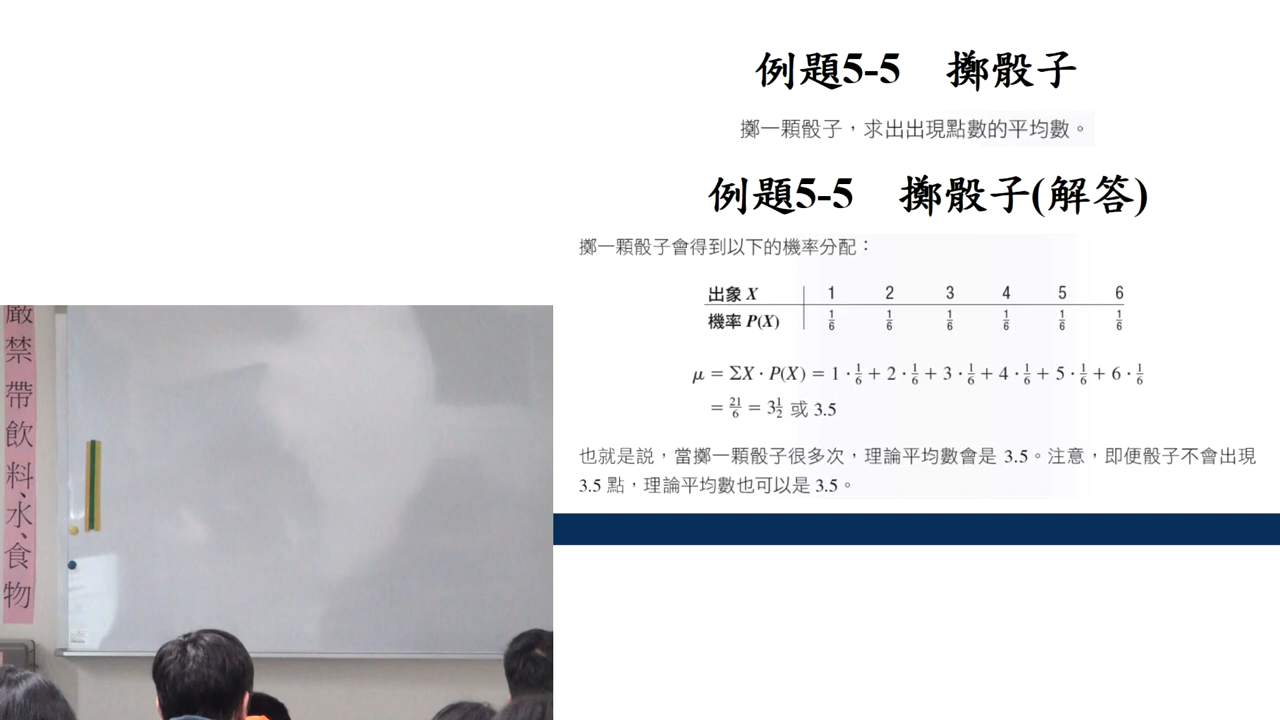 例題5-5 擲骰子
擲一顆骰子，求出出現點數的平均數。
例題5-5 擲骰子(解答)
擲一顆骰子會得到以下的機率分配：
出象 X 1 2 3 4 5 6
機率 P(X) 1/6 1/6 1/6 1/6 1/6 1/6
μ = ΣX · P(X) = 1 · 1/6 + 2 · 1/6 + 3 · 1/6 + 4 · 1/6 + 5 · 1/6 + 6 · 1/6
= 21/6 = 3 1/2 或 3.5
也就是説，當擲一顆骰子很多次，理論平均數會是 3.5。注意，即便骰子不會出現
3.5 點，理論平均數也可以是 3.5。
嚴禁帶飲料、水、食物